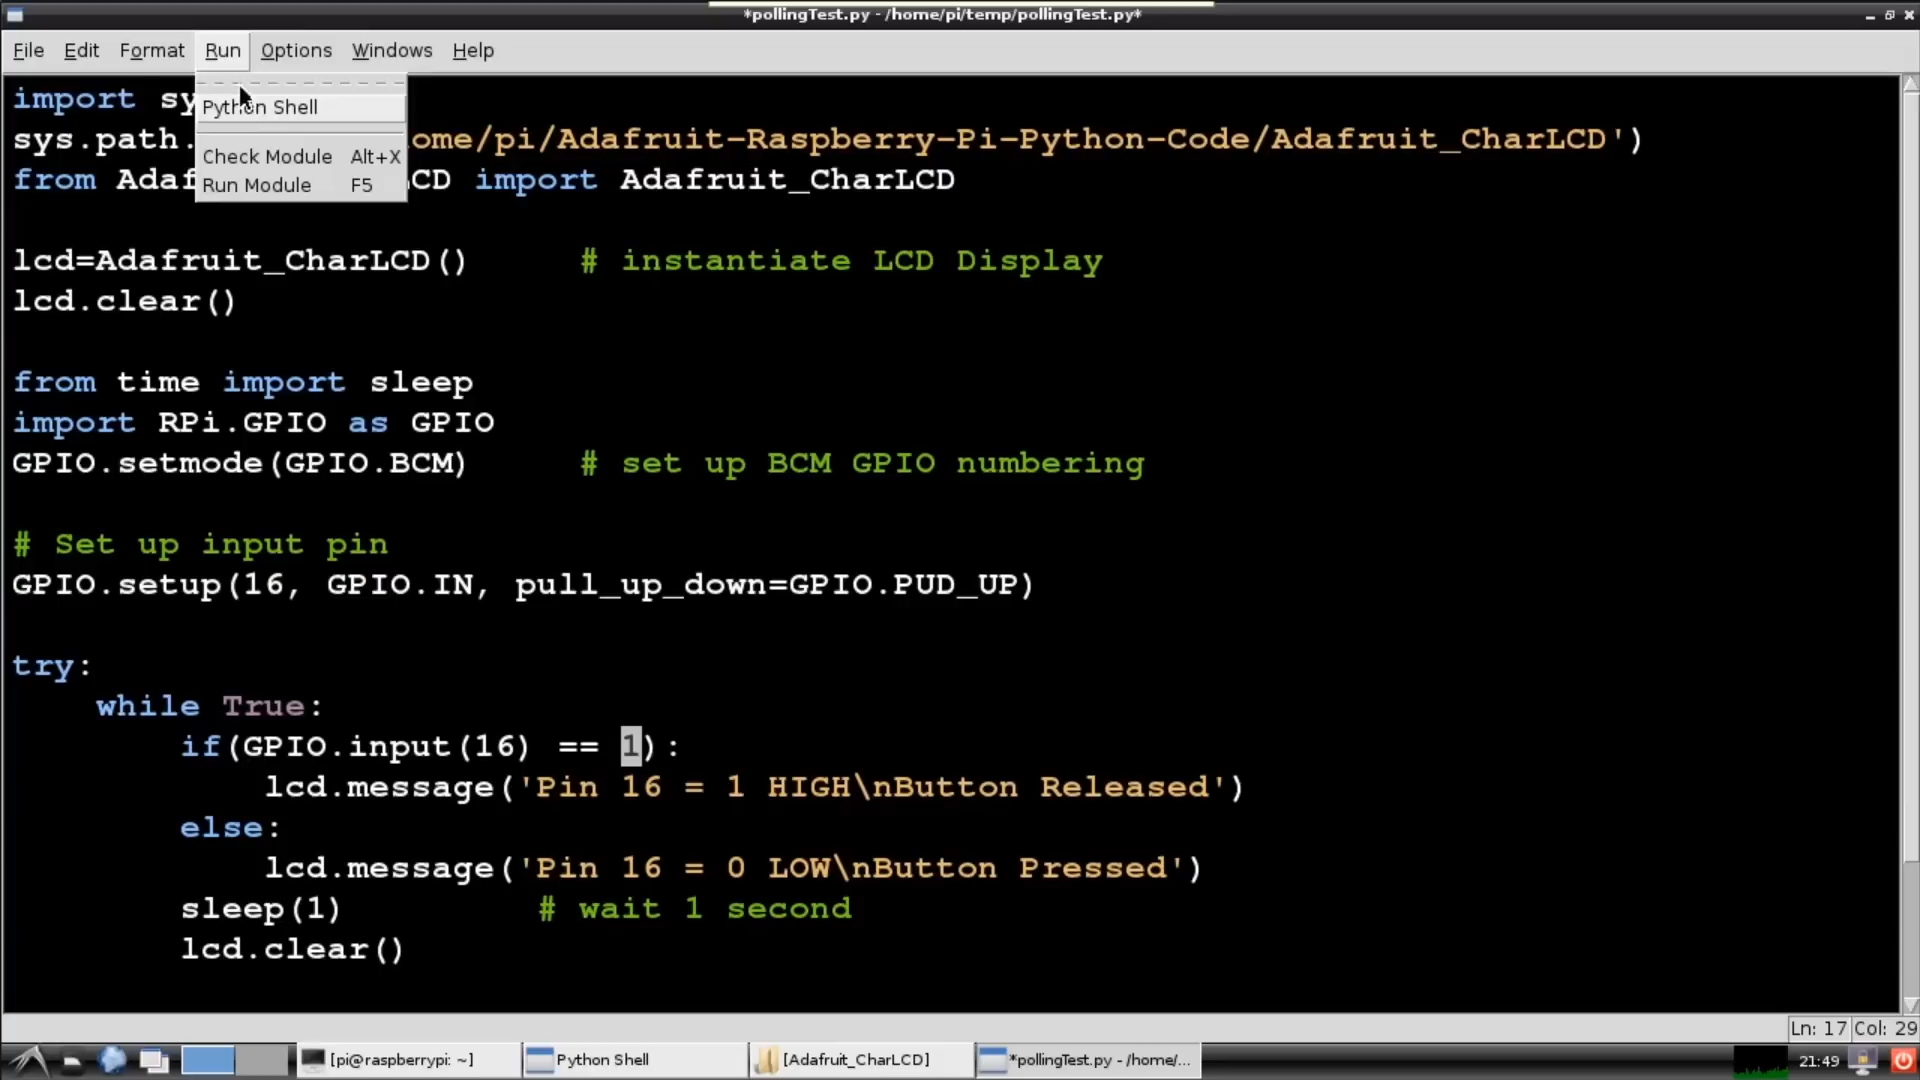 *pollingTest.py - /home/pi/temp/pollingTest.py*
File Edit Format Run Options Windows Help
Python Shell
Check Module Alt+X
Run Module F5
import sy
sys.path. ome/pi/Adafruit-Raspberry-Pi-Python-Code/Adafruit_CharLCD')
from Adaf CD import Adafruit_CharLCD
lcd=Adafruit_CharLCD() # instantiate LCD Display
lcd.clear()
from time import sleep
import RPi.GPIO as GPIO
GPIO.setmode(GPIO.BCM) # set up BCM GPIO numbering
# Set up input pin
GPIO.setup(16, GPIO.IN, pull_up_down=GPIO.PUD_UP)
try:
while True:
if(GPIO.input(16) == 1):
lcd.message('Pin 16 = 1 HIGH\nButton Released')
else:
lcd.message('Pin 16 = 0 LOW\nButton Pressed')
sleep(1) # wait 1 second
lcd.clear()
Ln: 17 Col: 29
[pi@raspberrypi: ~] Python Shell [Adafruit_CharLCD] *pollingTest.py - /home/... 21:49